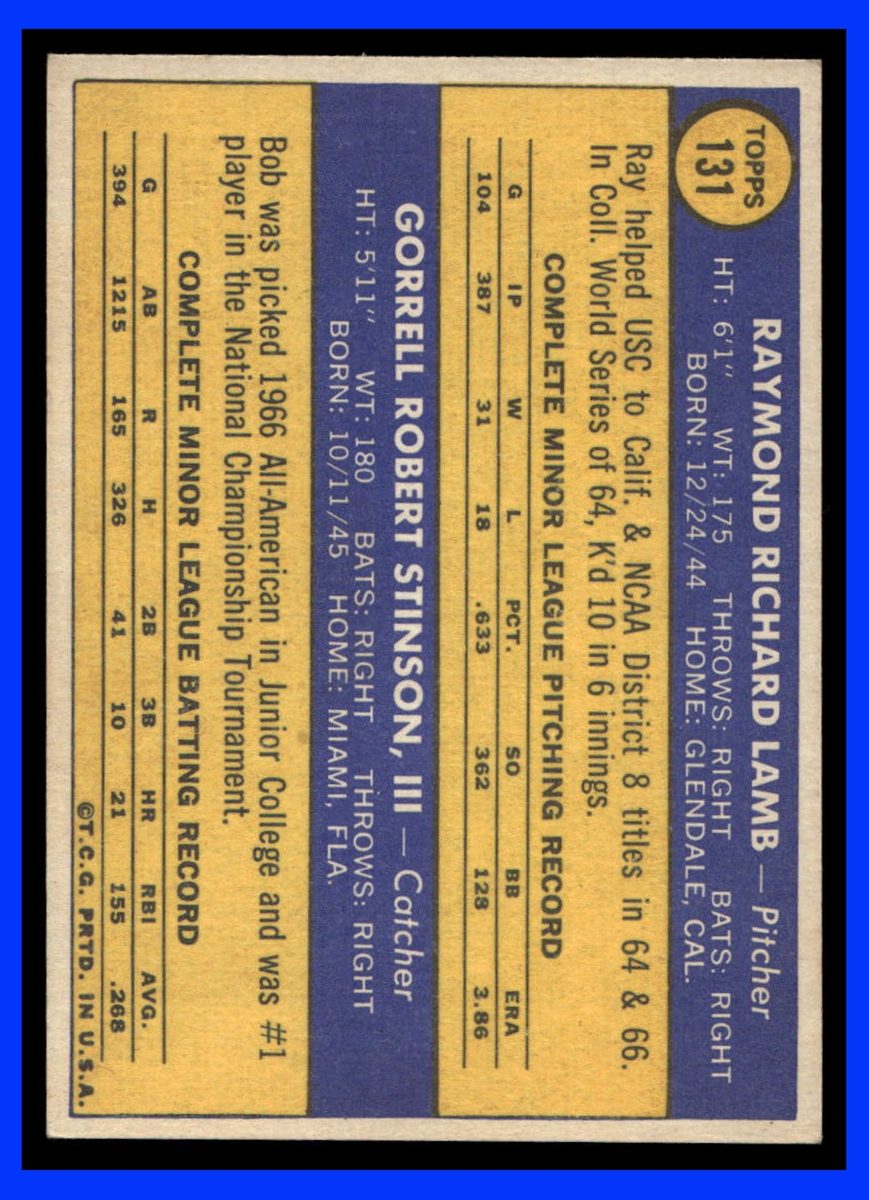 TOPPS
131
RAYMOND RICHARD LAMB — Pitcher
HT: 6'1" WT: 175 THROWS: RIGHT BATS: RIGHT
BORN: 12/24/44 HOME: GLENDALE, CAL.
Ray helped USC to Calif. & NCAA District 8 titles in 64 & 66.
In Coll. World Series of 64, K'd 10 in 6 innings.
COMPLETE MINOR LEAGUE PITCHING RECORD
G IP W L PCT. SO BB ERA
104 387 31 18 .633 362 128 3.86
GORRELL ROBERT STINSON, III — Catcher
HT: 5'11" WT: 180 BATS: RIGHT THROWS: RIGHT
BORN: 10/11/45 HOME: MIAMI, FLA.
Bob was picked 1966 All-American in Junior College and was #1
player in the National Championship Tournament.
COMPLETE MINOR LEAGUE BATTING RECORD
G AB R H 2B 3B HR RBI AVG.
394 1215 165 326 41 10 21 155 .268
©T.C.G. PRTD. IN U.S.A.